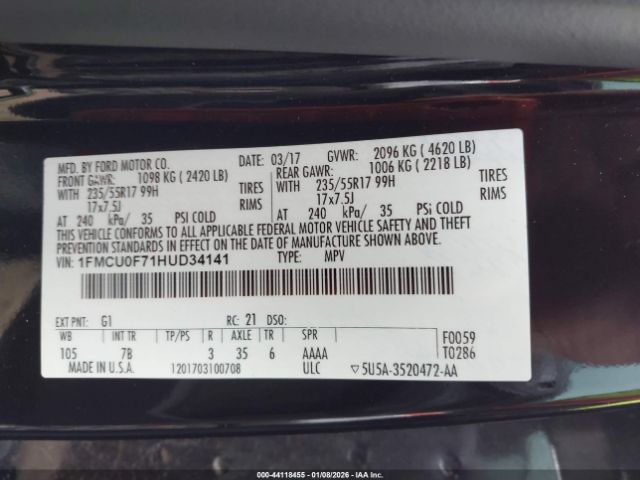 MFD. BY FORD MOTOR CO.
DATE: 03/17 GVWR: 2096 KG ( 4620 LB)
FRONT GAWR: 1098 KG ( 2420 LB)
REAR GAWR: 1006 KG ( 2218 LB)
WITH 235/55R17 99H TIRES
WITH 235/55R17 99H TIRES
17x7.5J RIMS
17x7.5J RIMS
AT 240 kPa/ 35 PSI COLD
AT 240 kPa/ 35 PSi COLD
THIS VEHICLE CONFORMS TO ALL APPLICABLE FEDERAL MOTOR VEHICLE SAFETY AND THEFT
PREVENTION STANDARDS IN EFFECT ON THE DATE OF MANUFACTURE SHOWN ABOVE.
VIN: 1FMCU0F71HUD34141 TYPE: MPV
EXT PNT: G1 RC: 21 DSO:
WB INT TR TP/PS R AXLE TR SPR F0059
105 7B 3 35 6 AAAA T0286
MADE IN U.S.A. 1201703100708 ULC ▽5U5A-3520472-AA
000-44118455 - 01/08/2026 - IAA Inc.